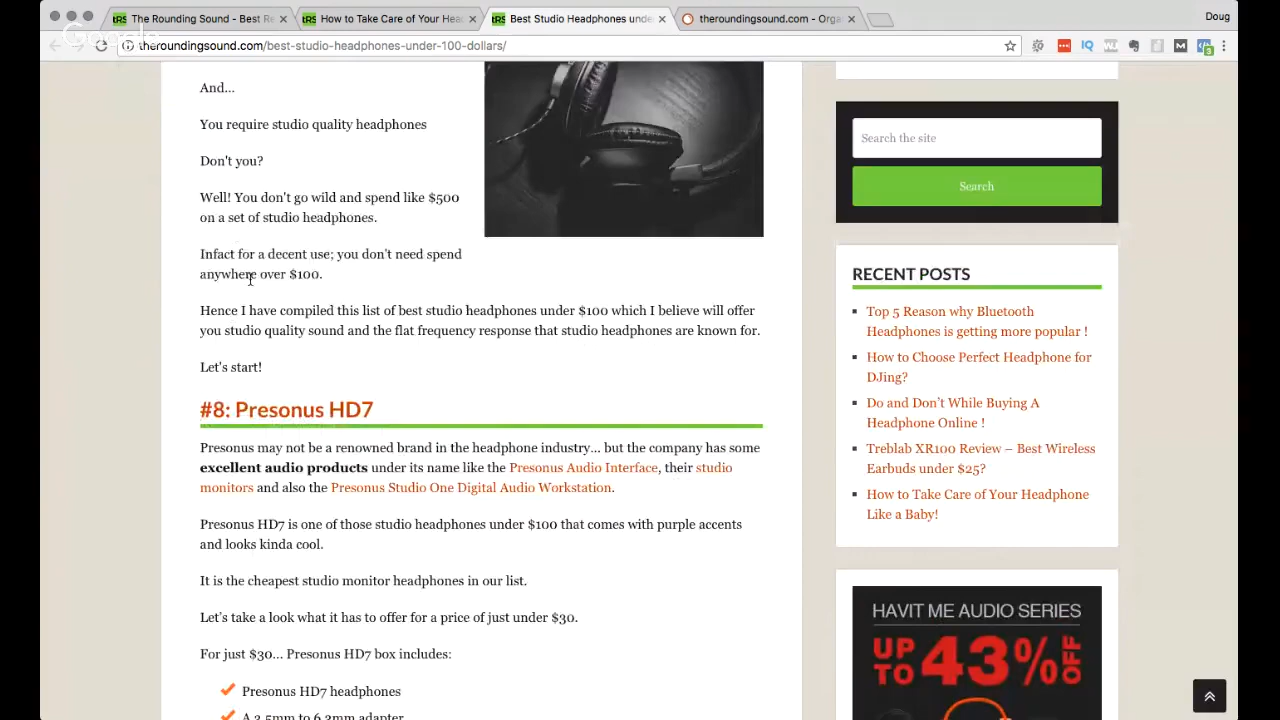 The Rounding Sound - Best Re
How to Take Care of Your Hea
Best Studio Headphones unde
theroundingsound.com - Orga
Doug
Google
theroundingsound.com/best-studio-headphones-under-100-dollars/
And...
You require studio quality headphones
Don't you?
Well! You don't go wild and spend like $500
on a set of studio headphones.
Infact for a decent use; you don't need spend
anywhere over $100.
Hence I have compiled this list of best studio headphones under $100 which I believe will offer
you studio quality sound and the flat frequency response that studio headphones are known for.
Let's start!
#8: Presonus HD7
Presonus may not be a renowned brand in the headphone industry... but the company has some
excellent audio products under its name like the Presonus Audio Interface, their studio
monitors and also the Presonus Studio One Digital Audio Workstation.
Presonus HD7 is one of those studio headphones under $100 that comes with purple accents
and looks kinda cool.
It is the cheapest studio monitor headphones in our list.
Let's take a look what it has to offer for a price of just under $30.
For just $30... Presonus HD7 box includes:
Presonus HD7 headphones
A 3.5mm to 6.3mm adapter
Search the site
Search
RECENT POSTS
Top 5 Reason why Bluetooth
Headphones is getting more popular !
How to Choose Perfect Headphone for
DJing?
Do and Don't While Buying A
Headphone Online !
Treblab XR100 Review – Best Wireless
Earbuds under $25?
How to Take Care of Your Headphone
Like a Baby!
HAVIT ME AUDIO SERIES
UP TO 43% OFF